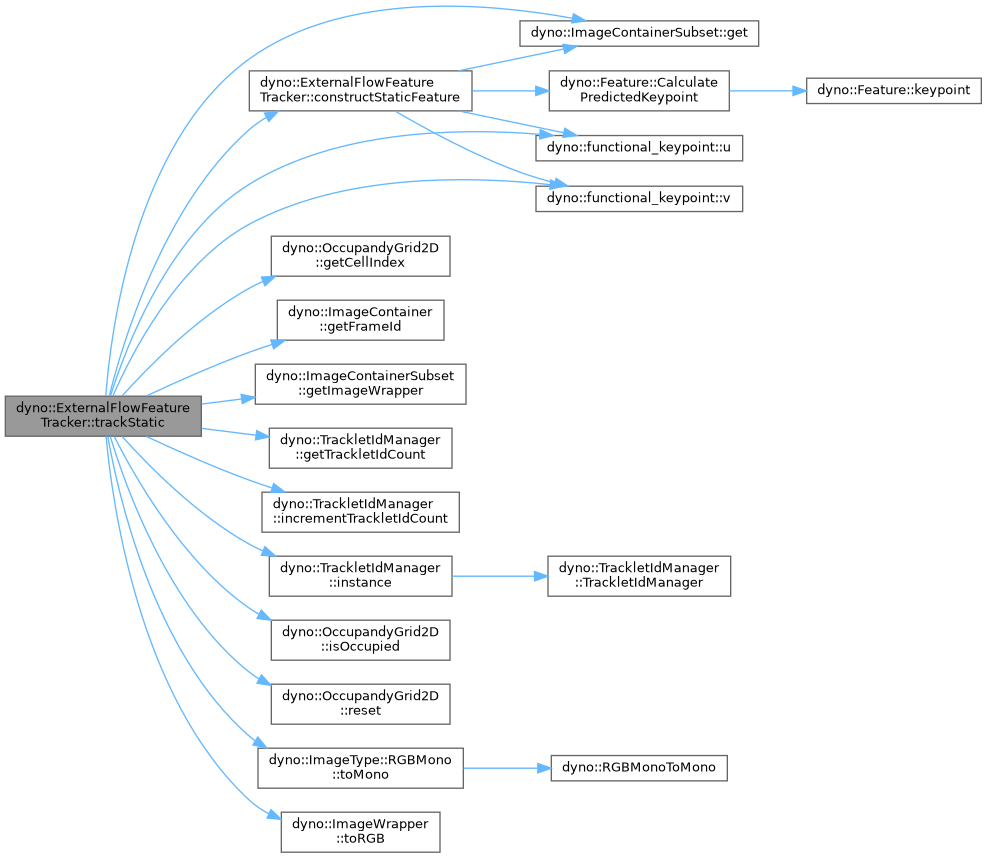 dyno::ExternalFlowFeature
Tracker::trackStatic
dyno::ExternalFlowFeature
Tracker::constructStaticFeature
dyno::ImageContainerSubset::get
dyno::Feature::Calculate
PredictedKeypoint
dyno::Feature::keypoint
dyno::functional_keypoint::u
dyno::functional_keypoint::v
dyno::OccupandyGrid2D
::getCellIndex
dyno::ImageContainer
::getFrameId
dyno::ImageContainerSubset
::getImageWrapper
dyno::TrackletIdManager
::getTrackletIdCount
dyno::TrackletIdManager
::incrementTrackletIdCount
dyno::TrackletIdManager
::instance
dyno::TrackletIdManager
::TrackletIdManager
dyno::OccupandyGrid2D
::isOccupied
dyno::OccupandyGrid2D
::reset
dyno::ImageType::RGBMono
::toMono
dyno::RGBMonoToMono
dyno::ImageWrapper
::toRGB